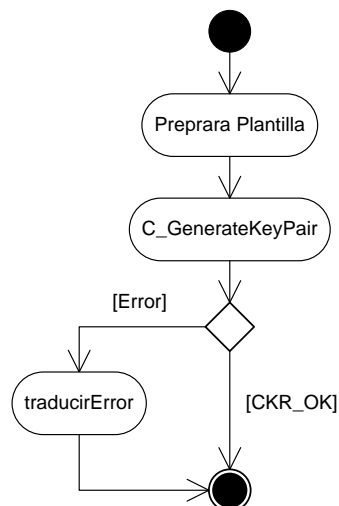 Preprara Plantilla
C_GenerateKeyPair
[Error]
traducirError
[CKR_OK]